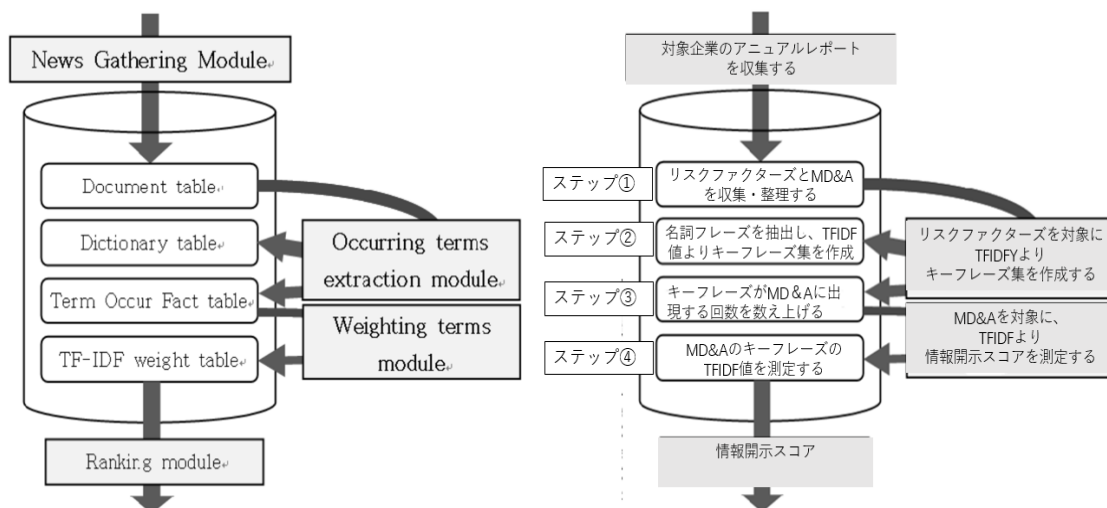 News Gathering Module
Document table
Dictionary table
Term Occur Fact table
TF-IDF weight table
Occurring terms
extraction module
Weighting terms
module
Ranking module
対象企業のアニュアルレポート
を収集する
ステップ①
リスクファクターズとMD&A
を収集・整理する
ステップ②
名詞フレーズを抽出し、TFIDF
値よりキーフレーズ集を作成
ステップ③
キーフレーズがMD＆Aに出
現する回数を数え上げる
ステップ④
MD&Aのキーフレーズの
TFIDF値を測定する
リスクファクターズを対象に
TFIDFYより
キーフレーズ集を作成する
MD&Aを対象に、
TFIDFより
情報開示スコアを測定する
情報開示スコア